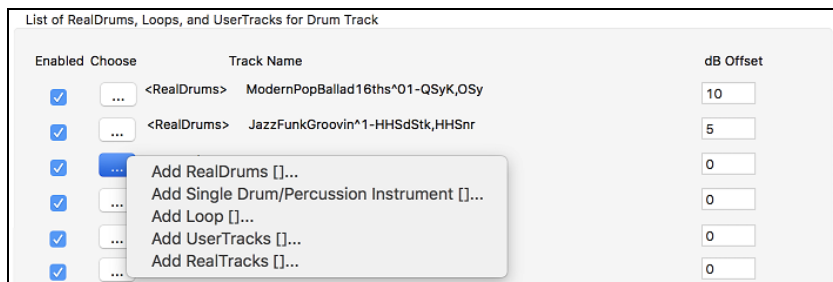 List of RealDrums, Loops, and UserTracks for Drum Track
Enabled Choose Track Name dB Offset
... <RealDrums> ModernPopBallad16ths^01-QSyK,OSy 10
... <RealDrums> JazzFunkGroovin^1-HHSdStk,HHSnr 5
... 0
Add RealDrums []...
Add Single Drum/Percussion Instrument []...
... 0
Add Loop []...
... Add UserTracks []... 0
Add RealTracks []...
... 0